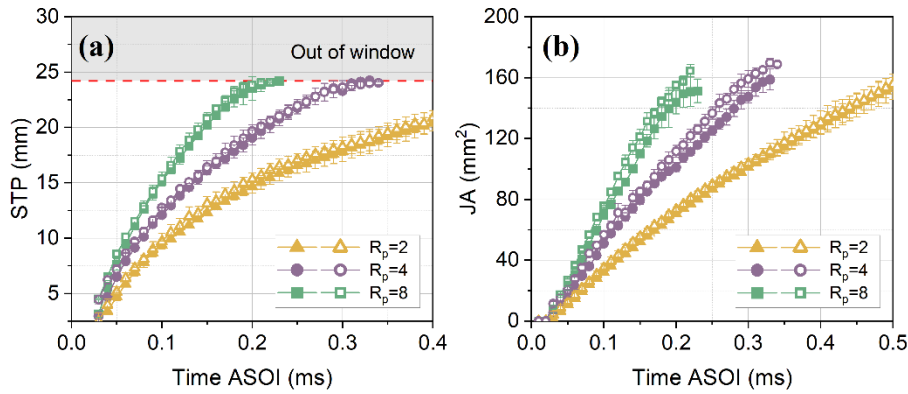 (a)
Out of window
STP (mm)
30
25
20
15
10
5
0.0 0.1 0.2 0.3 0.4
Time ASOI (ms)
Rp=2
Rp=4
Rp=8
(b)
JA (mm²)
200
160
120
80
40
0
0.0 0.1 0.2 0.3 0.4 0.5
Time ASOI (ms)
Rp=2
Rp=4
Rp=8